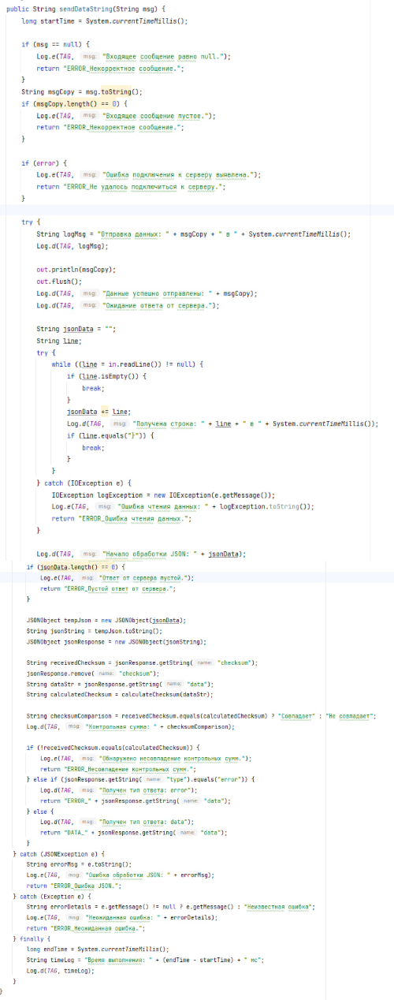 public String sendDataString(String msg) {
long startTime = System.currentTimeMillis();
if (msg == null) {
Log.e(TAG, msg: "Входящее сообщение равно null.");
return "ERROR_Некорректное сообщение.";
}
String msgCopy = msg.toString();
if (msgCopy.length() == 0) {
Log.e(TAG, msg: "Входящее сообщение пустое.");
return "ERROR_Некорректное сообщение.";
}
if (error) {
Log.e(TAG, msg: "Ошибка подключения к серверу выявлена.");
return "ERROR_Не удалось подключиться к серверу.";
}
try {
String logMsg = "Отправка данных: " + msgCopy + " в " + System.currentTimeMillis();
Log.d(TAG, logMsg);
out.println(msgCopy);
out.flush();
Log.d(TAG, msg: "Данные успешно отправлены: " + msgCopy);
Log.d(TAG, msg: "Ожидание ответа от сервера.");
String jsonData = "";
String line;
try {
while ((line = in.readLine()) != null) {
if (line.isEmpty()) {
break;
}
jsonData += line;
Log.d(TAG, msg: "Получена строка: " + line + " в " + System.currentTimeMillis());
if (line.equals("}")) {
break;
}
}
} catch (IOException e) {
IOException logException = new IOException(e.getMessage());
Log.e(TAG, msg: "Ошибка чтения данных: " + logException.toString());
return "ERROR_Ошибка чтения данных.";
}
Log.d(TAG, msg: "Начало обработки JSON: " + jsonData);
if (jsonData.length() == 0) {
Log.e(TAG, msg: "Ответ от сервера пустой.");
return "ERROR_Пустой ответ от сервера.";
}
JSONObject tempJson = new JSONObject(jsonData);
String jsonString = tempJson.toString();
JSONObject jsonResponse = new JSONObject(jsonString);
String receivedChecksum = jsonResponse.getString( name: "checksum");
jsonResponse.remove( name: "checksum");
String dataStr = jsonResponse.getString( name: "data");
String calculatedChecksum = calculateChecksum(dataStr);
String checksumComparison = receivedChecksum.equals(calculatedChecksum) ? "Совпадает" : "Не совпадает";
Log.d(TAG, msg: "Контрольная сумма: " + checksumComparison);
if (!receivedChecksum.equals(calculatedChecksum)) {
Log.e(TAG, msg: "Обнаружено несовпадение контрольных сумм.");
return "ERROR_Несовпадение контрольных сумм.";
} else if (jsonResponse.getString( name: "type").equals("error")) {
Log.d(TAG, msg: "Получен тип ответа: error");
return "ERROR_" + jsonResponse.getString( name: "data");
} else {
Log.d(TAG, msg: "Получен тип ответа: data");
return "DATA_" + jsonResponse.getString( name: "data");
}
} catch (JSONException e) {
String errorMsg = e.toString();
Log.e(TAG, msg: "Ошибка обработки JSON: " + errorMsg);
return "ERROR_Ошибка JSON.";
} catch (Exception e) {
String errorDetails = e.getMessage() != null ? e.getMessage() : "Неизвестная ошибка";
Log.e(TAG, msg: "Неожиданная ошибка: " + errorDetails);
return "ERROR_Неожиданная ошибка.";
} finally {
long endTime = System.currentTimeMillis();
String timeLog = "Время выполнения: " + (endTime - startTime) + " мс";
Log.d(TAG, timeLog);
}
}